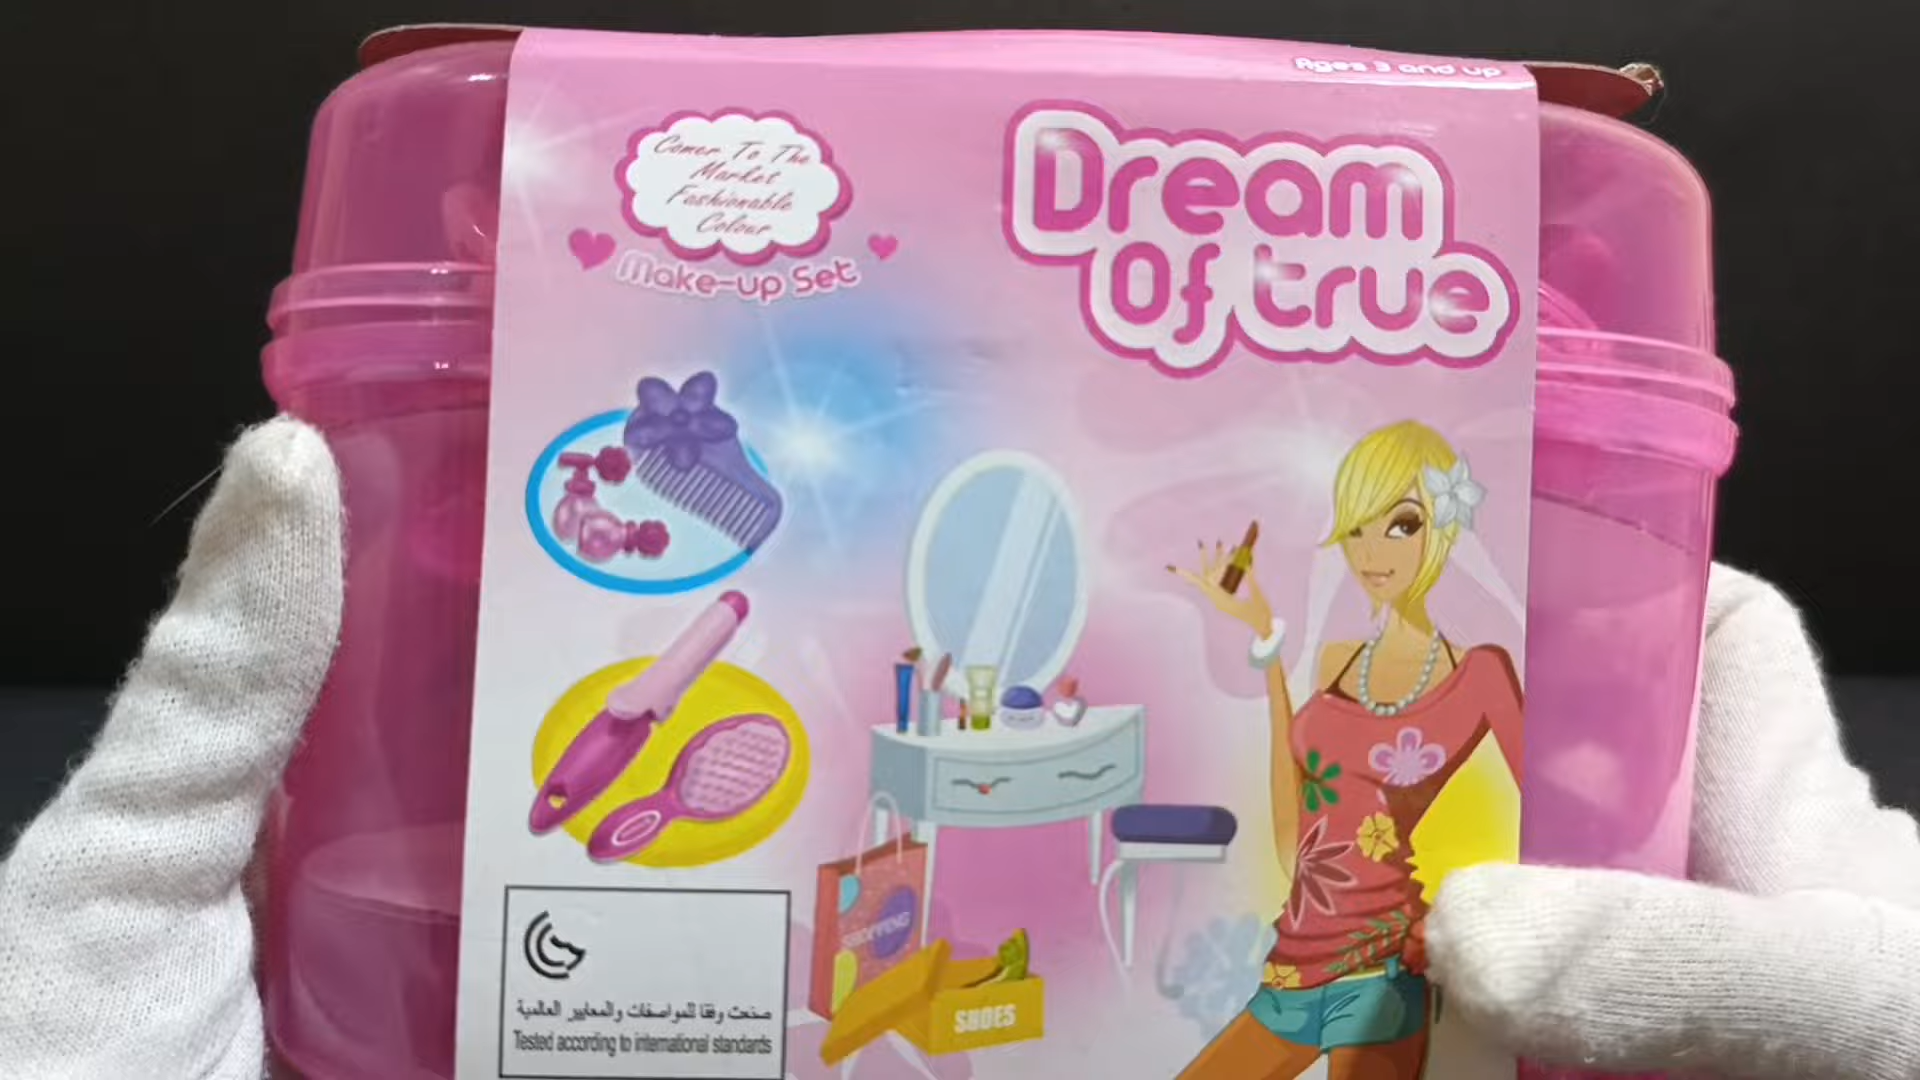 Ages 3 and up
Comer To The
Market
Fashionable
Colour
Make-up Set
Dream
Of true
SHOPPING
SHOES
صنعت وفقا للمواصفات والمعايير العالمية
Tested according to international standards